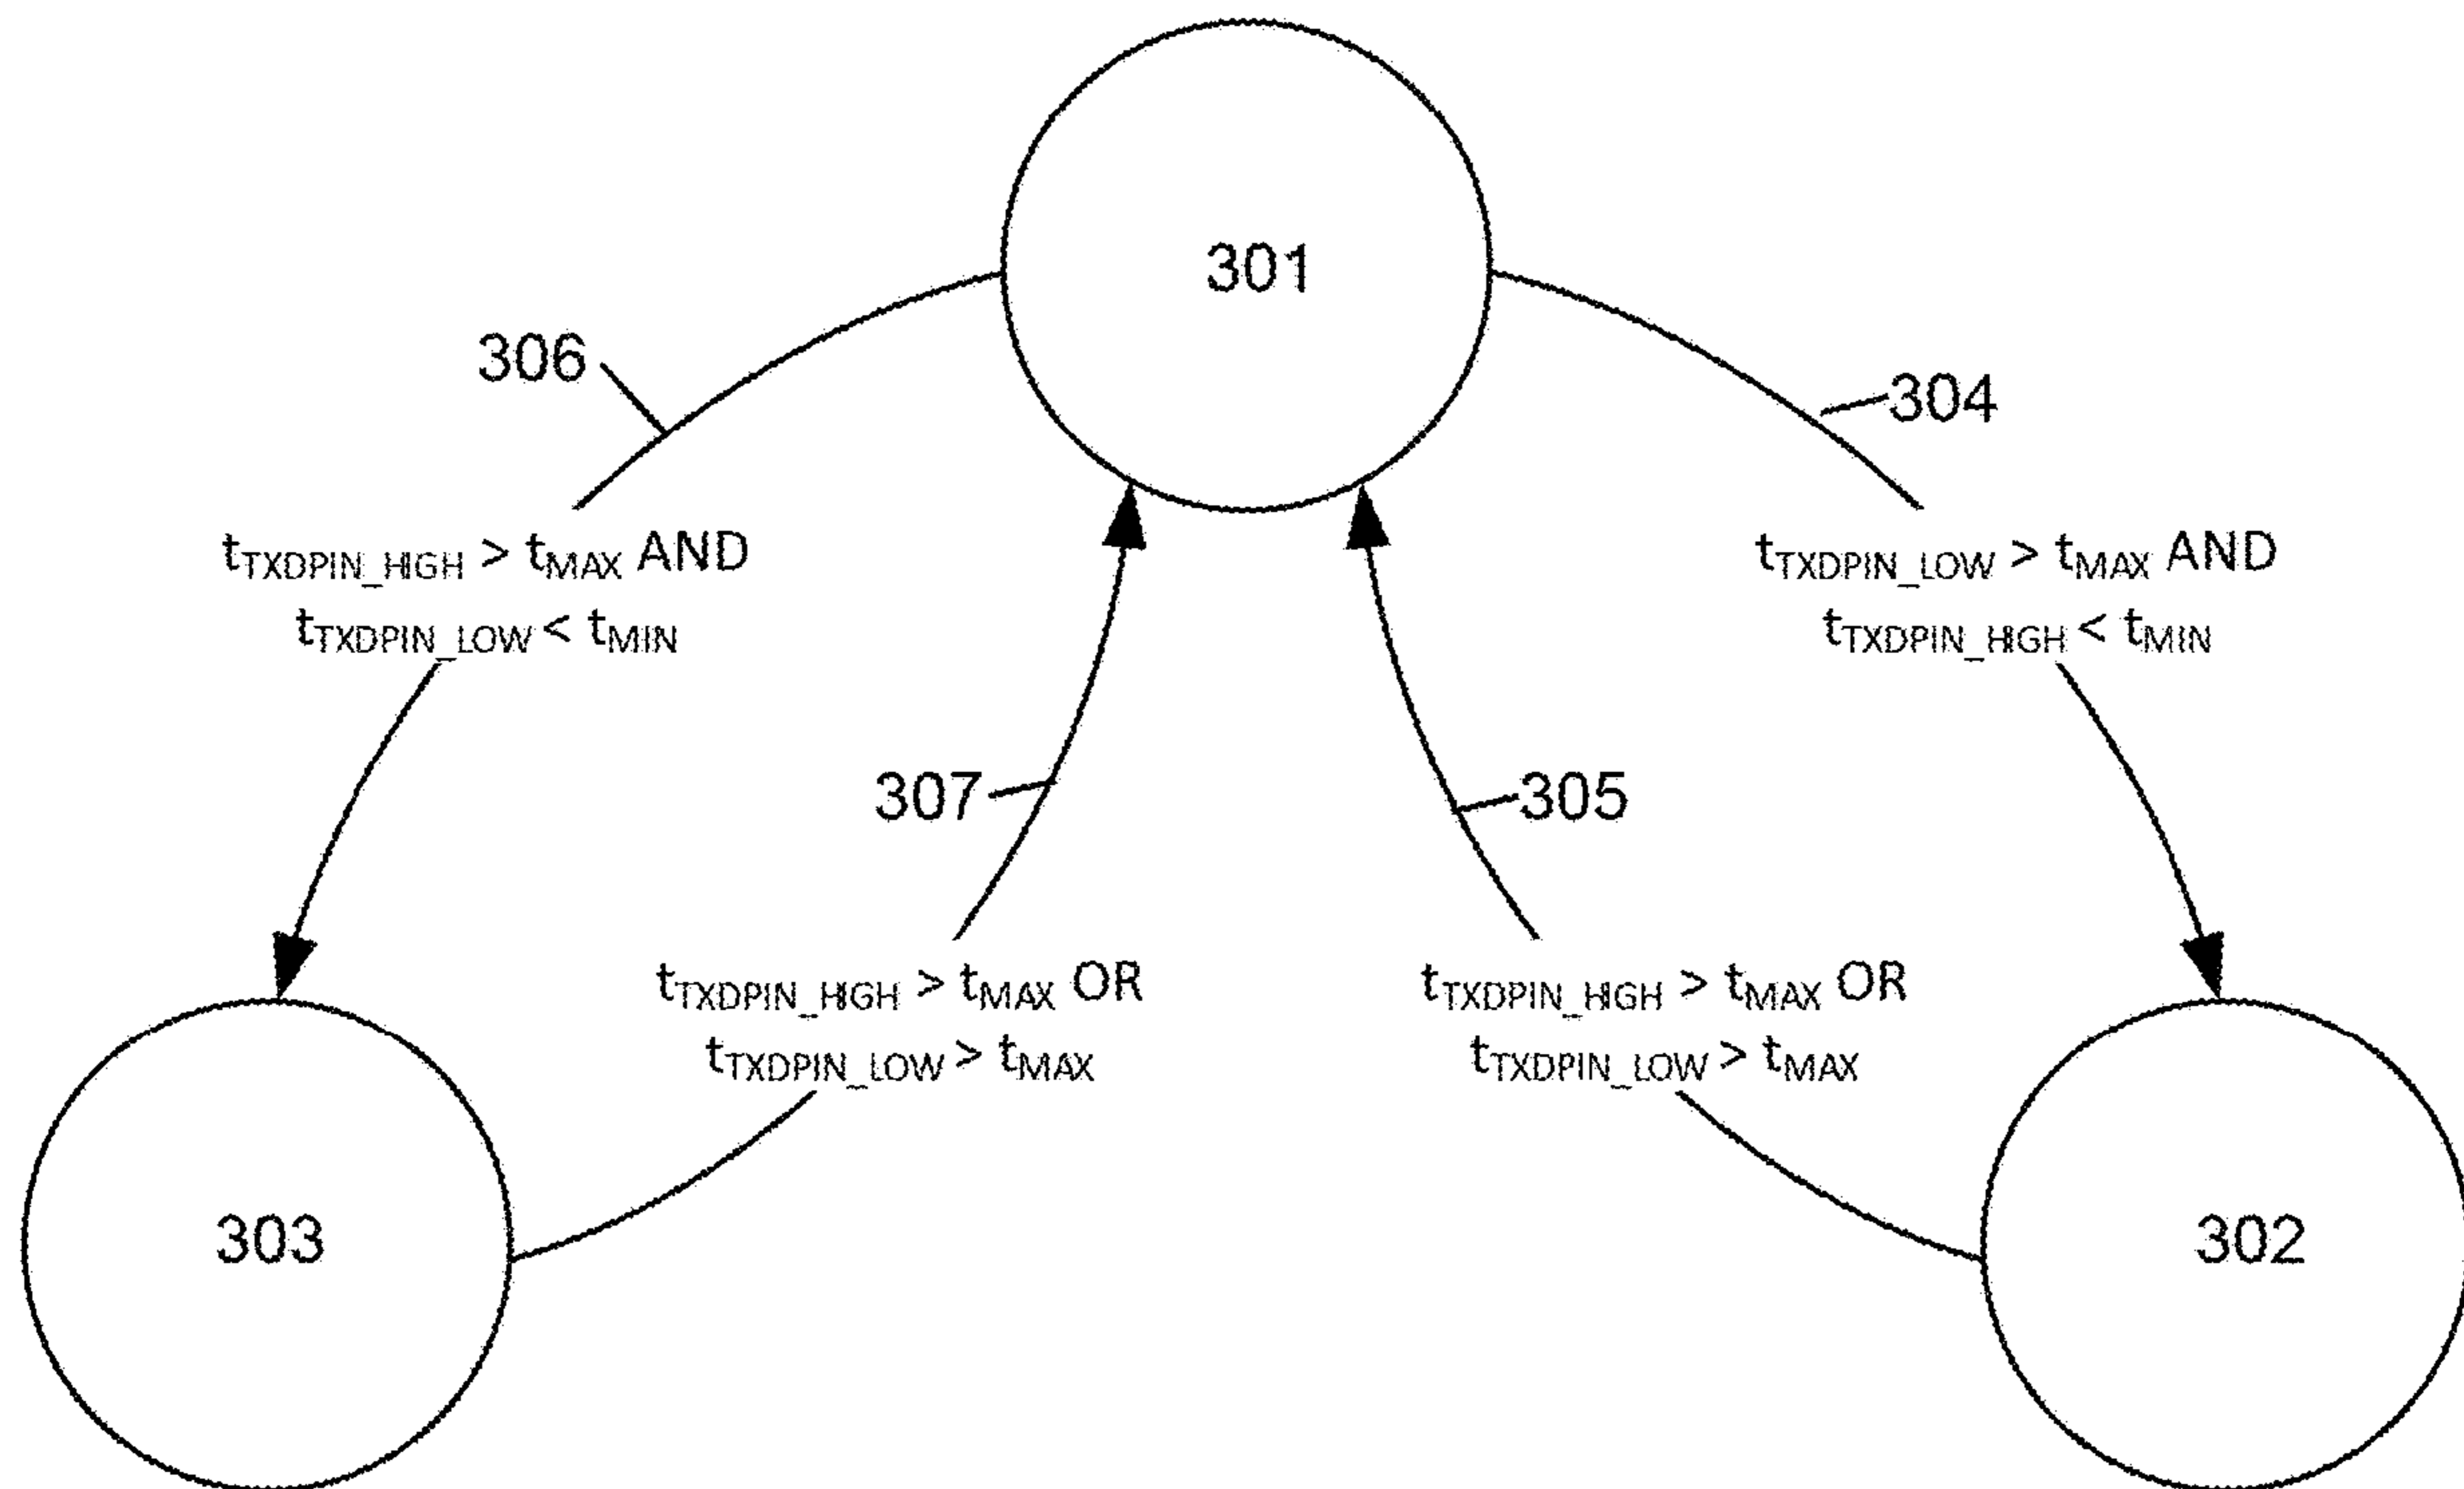 301
306
304
tTXDPIN_HIGH > tMAX AND
tTXDPIN_LOW < tMIN
tTXDPIN_LOW > tMAX AND
tTXDPIN_HIGH < tMIN
307
305
tTXDPIN_HIGH > tMAX OR
tTXDPIN_LOW > tMAX
tTXDPIN_HIGH > tMAX OR
tTXDPIN_LOW > tMAX
303
302